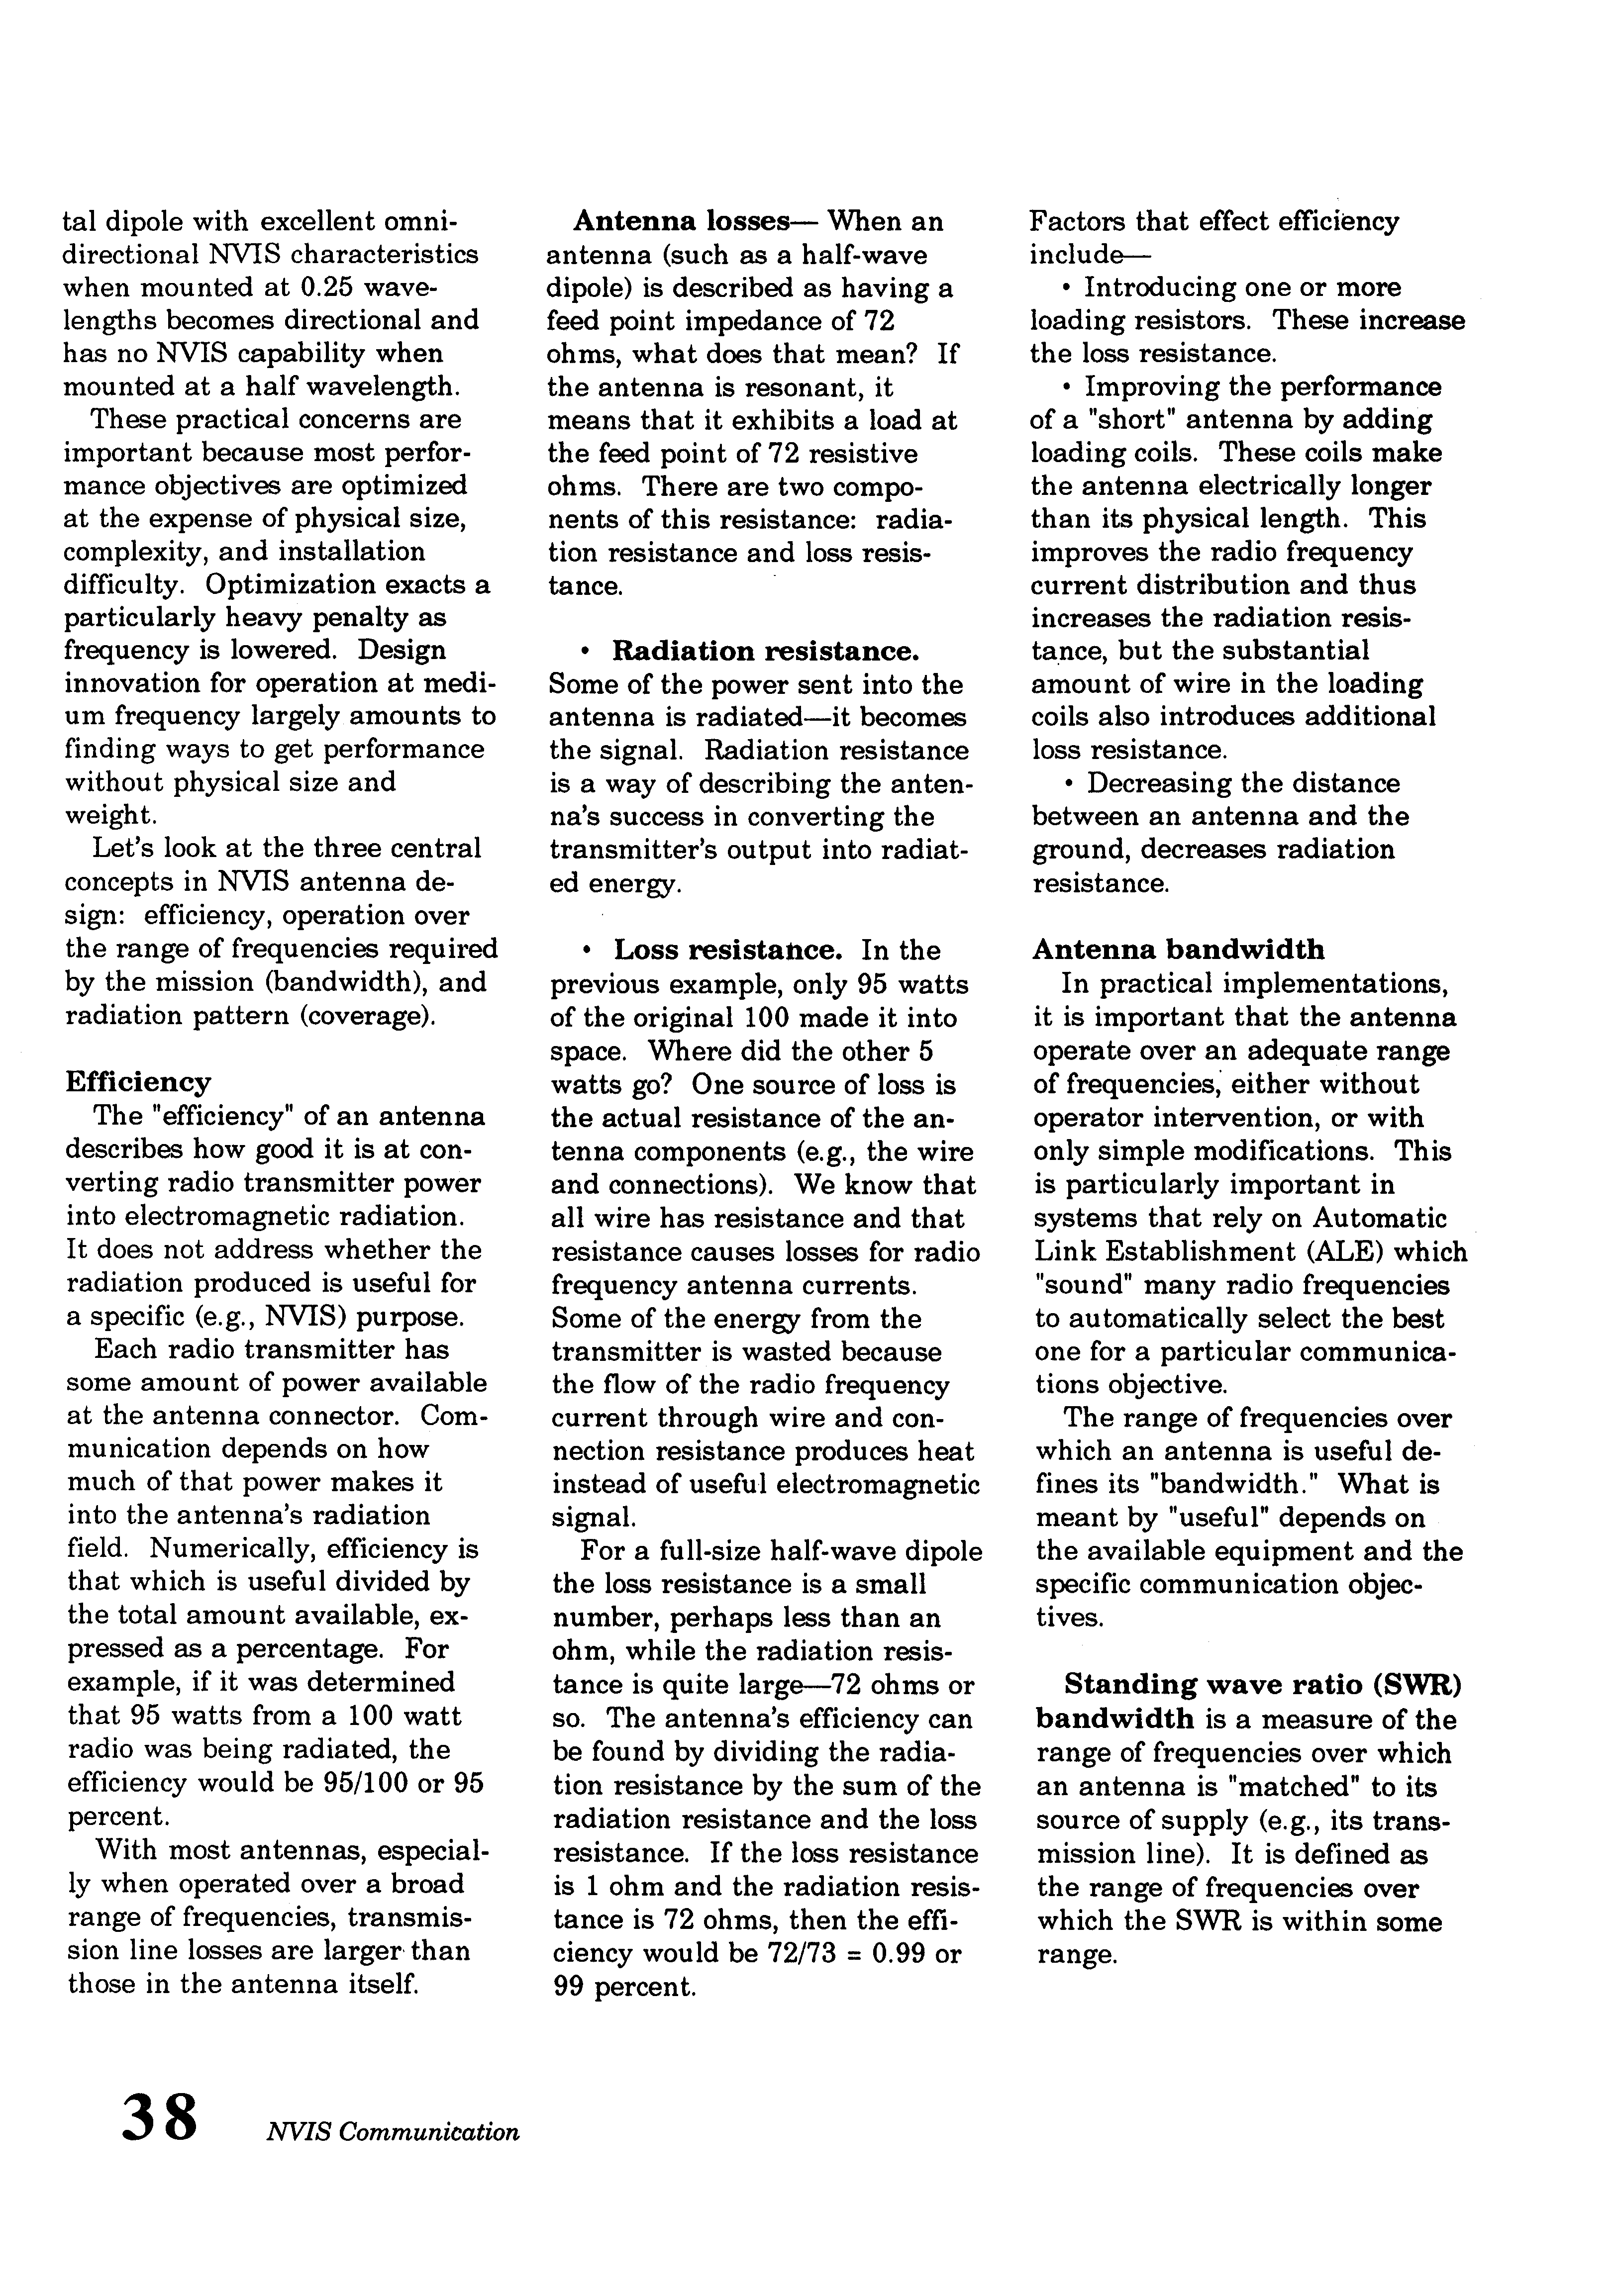 tal dipole with excellent omni-
directional NVIS characteristics
when mounted at 0.25 wave-
lengths becomes directional and
has no NVIS capability when
mounted at a half wavelength.
These practical concerns are
important because most perfor-
mance objectives are optimized
at the expense of physical size,
complexity, and installation
difficulty. Optimization exacts a
particularly heavy penalty as
frequency is lowered. Design
innovation for operation at medi-
um frequency largely amounts to
finding ways to get performance
without physical size and
weight.
Let's look at the three central
concepts in NVIS antenna de-
sign: efficiency, operation over
the range of frequencies required
by the mission (bandwidth), and
radiation pattern (coverage).
Efficiency
The "efficiency" of an antenna
describes how good it is at con-
verting radio transmitter power
into electromagnetic radiation.
It does not address whether the
radiation produced is useful for
a specific (e.g., NVIS) purpose.
Each radio transmitter has
some amount of power available
at the antenna connector. Com-
munication depends on how
much of that power makes it
into the antenna's radiation
field. Numerically, efficiency is
that which is useful divided by
the total amount available, ex-
pressed as a percentage. For
example, if it was determined
that 95 watts from a 100 watt
radio was being radiated, the
efficiency would be 95/100 or 95
percent.
With most antennas, especial-
ly when operated over a broad
range of frequencies, transmis-
sion line losses are larger than
those in the antenna itself.
Antenna losses— When an
antenna (such as a half-wave
dipole) is described as having a
feed point impedance of 72
ohms, what does that mean? If
the antenna is resonant, it
means that it exhibits a load at
the feed point of 72 resistive
ohms. There are two compo-
nents of this resistance: radia-
tion resistance and loss resis-
tance.
• Radiation resistance.
Some of the power sent into the
antenna is radiated—it becomes
the signal. Radiation resistance
is a way of describing the anten-
na's success in converting the
transmitter's output into radiat-
ed energy.
• Loss resistance. In the
previous example, only 95 watts
of the original 100 made it into
space. Where did the other 5
watts go? One source of loss is
the actual resistance of the an-
tenna components (e.g., the wire
and connections). We know that
all wire has resistance and that
resistance causes losses for radio
frequency antenna currents.
Some of the energy from the
transmitter is wasted because
the flow of the radio frequency
current through wire and con-
nection resistance produces heat
instead of useful electromagnetic
signal.
For a full-size half-wave dipole
the loss resistance is a small
number, perhaps less than an
ohm, while the radiation resis-
tance is quite large—72 ohms or
so. The antenna's efficiency can
be found by dividing the radia-
tion resistance by the sum of the
radiation resistance and the loss
resistance. If the loss resistance
is 1 ohm and the radiation resis-
tance is 72 ohms, then the effi-
ciency would be 72/73 = 0.99 or
99 percent.
Factors that effect efficiency
include—
• Introducing one or more
loading resistors. These increase
the loss resistance.
• Improving the performance
of a "short" antenna by adding
loading coils. These coils make
the antenna electrically longer
than its physical length. This
improves the radio frequency
current distribution and thus
increases the radiation resis-
tance, but the substantial
amount of wire in the loading
coils also introduces additional
loss resistance.
• Decreasing the distance
between an antenna and the
ground, decreases radiation
resistance.
Antenna bandwidth
In practical implementations,
it is important that the antenna
operate over an adequate range
of frequencies, either without
operator intervention, or with
only simple modifications. This
is particularly important in
systems that rely on Automatic
Link Establishment (ALE) which
"sound" many radio frequencies
to automatically select the best
one for a particular communica-
tions objective.
The range of frequencies over
which an antenna is useful de-
fines its "bandwidth." What is
meant by "useful" depends on
the available equipment and the
specific communication objec-
tives.
Standing wave ratio (SWR)
bandwidth is a measure of the
range of frequencies over which
an antenna is "matched" to its
source of supply (e.g., its trans-
mission line). It is defined as
the range of frequencies over
which the SWR is within some
range.
38 NVIS Communication